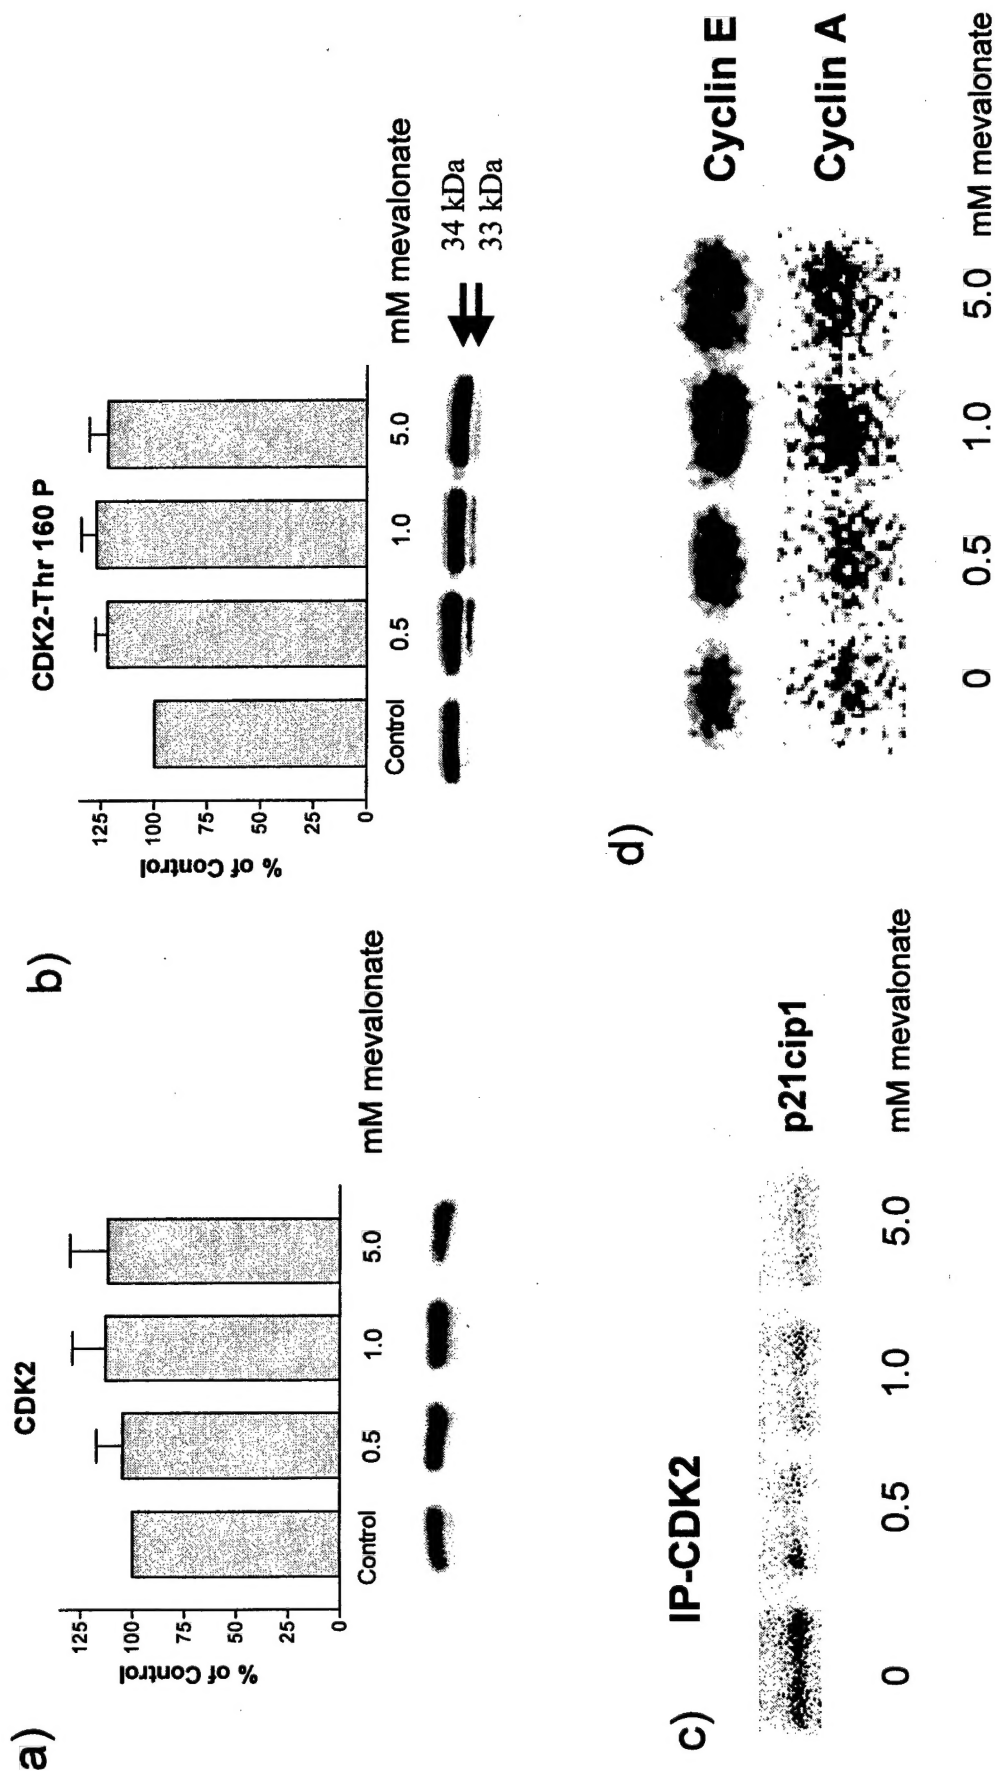 a)
CDK2
% of Control
125
100
75
50
25
0
Control 0.5 1.0 5.0 mM mevalonate
b)
CDK2-Thr 160 P
% of Control
125
100
75
50
25
0
Control 0.5 1.0 5.0 mM mevalonate
34 kDa
33 kDa
c)
IP-CDK2
p21cip1
0 0.5 1.0 5.0 mM mevalonate
d)
Cyclin E
Cyclin A
0 0.5 1.0 5.0 mM mevalonate